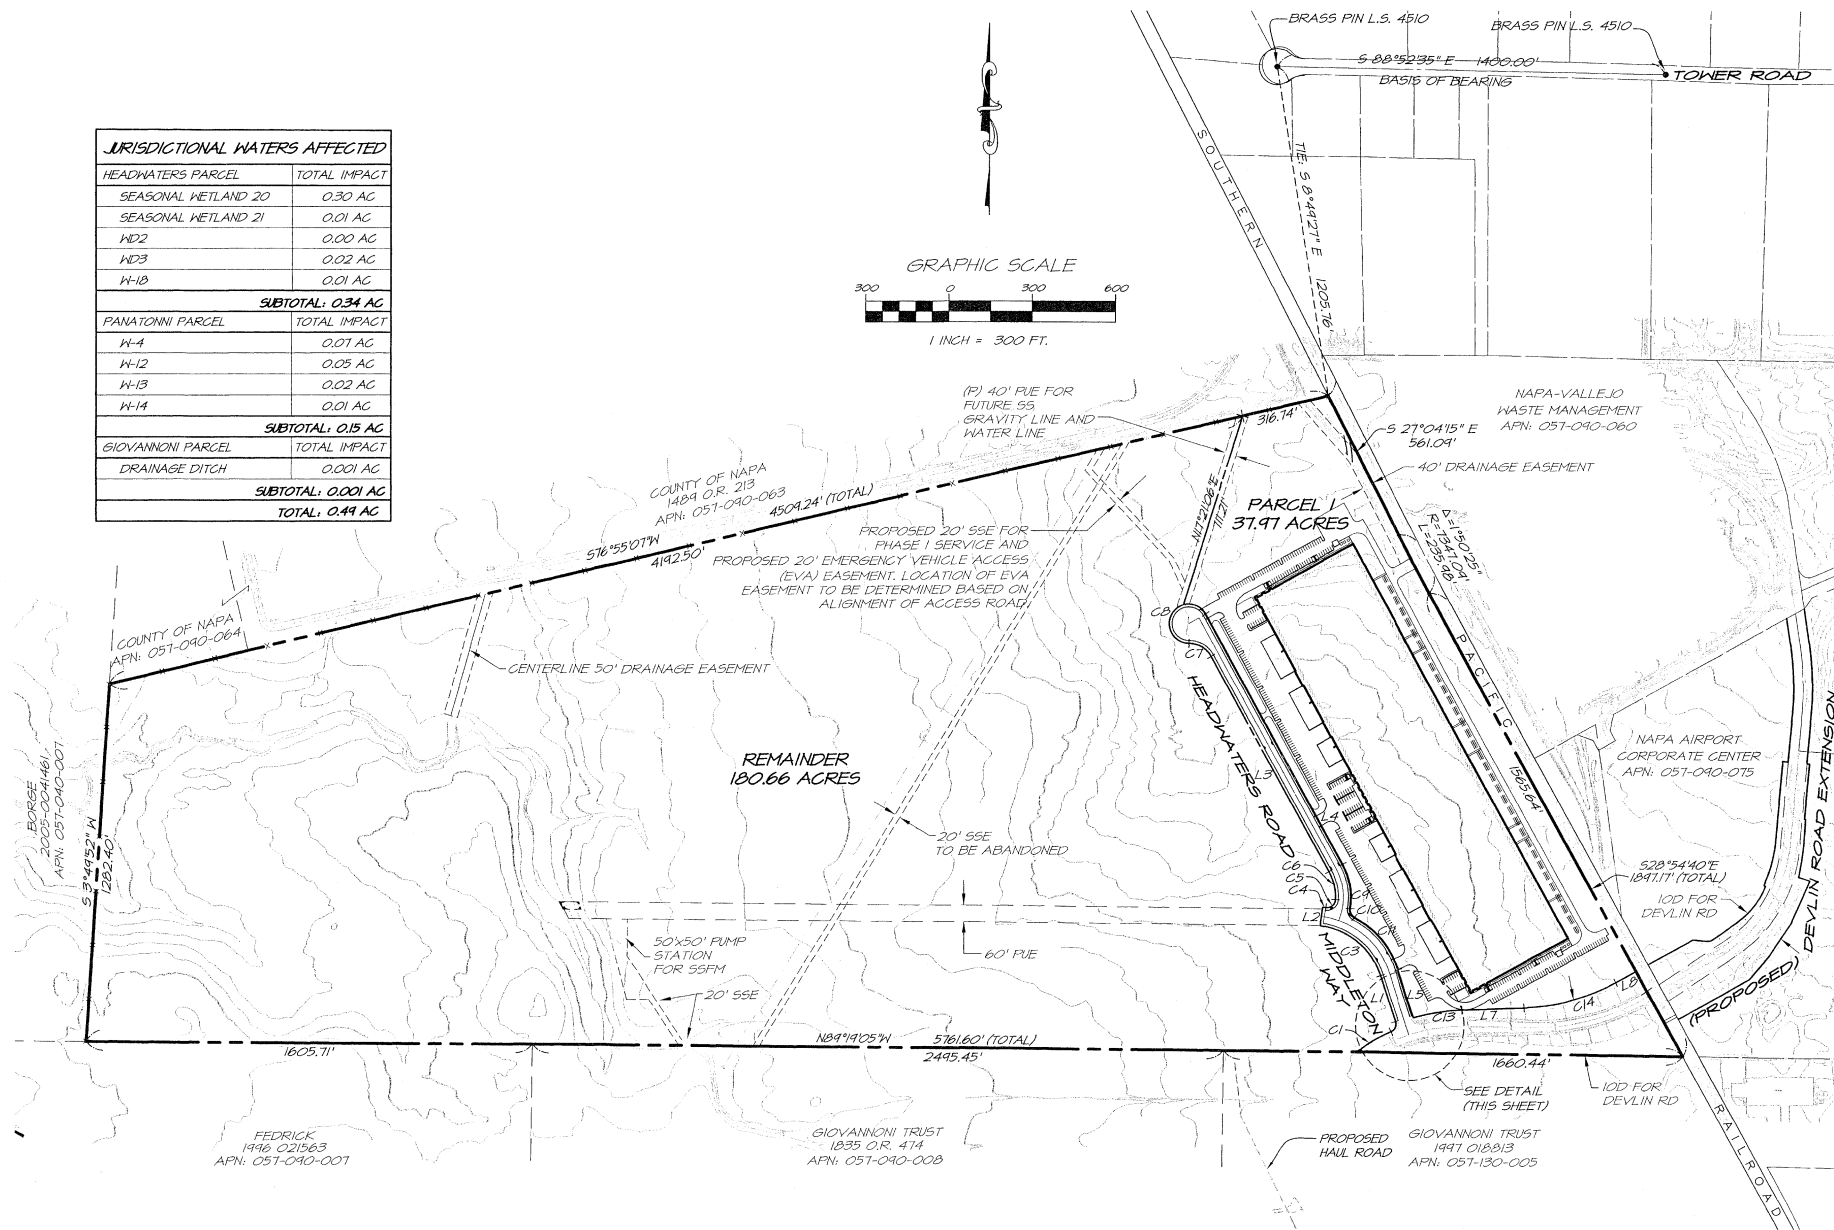 BRASS PIN L.S. 4510
BRASS PIN L.S. 4510
S 88°52'35" E 1400.00'
BASIS OF BEARING
TOWER ROAD
TIE: S 8°49'27" E 1205.76'
SOUTHERN
PACIFIC
RAILROAD
JURISDICTIONAL WATERS AFFECTED
HEADWATERS PARCEL TOTAL IMPACT
SEASONAL WETLAND 20 0.30 AC
SEASONAL WETLAND 21 0.01 AC
WD2 0.00 AC
WD3 0.02 AC
W-18 0.01 AC
SUBTOTAL: 0.34 AC
PANATONNI PARCEL TOTAL IMPACT
W-4 0.07 AC
W-12 0.05 AC
W-13 0.02 AC
W-14 0.01 AC
SUBTOTAL: 0.15 AC
GIOVANNONI PARCEL TOTAL IMPACT
DRAINAGE DITCH 0.001 AC
SUBTOTAL: 0.001 AC
TOTAL: 0.49 AC
GRAPHIC SCALE
300 0 300 600
1 INCH = 300 FT.
(P) 40' PUE FOR
FUTURE SS
GRAVITY LINE AND
WATER LINE
316.74'
NAPA-VALLEJO
WASTE MANAGEMENT
APN: 057-090-060
S 27°04'15" E
561.09'
40' DRAINAGE EASEMENT
COUNTY OF NAPA
1489 O.R. 213
APN: 057-090-063
4509.24' (TOTAL)
S76°55'07"W
4192.50'
PARCEL 1
37.97 ACRES
Δ=1°50'25"
R=7347.09'
L=235.98'
PROPOSED 20' SSE FOR
PHASE 1 SERVICE AND
PROPOSED 20' EMERGENCY VEHICLE ACCESS
(EVA) EASEMENT. LOCATION OF EVA
EASEMENT TO BE DETERMINED BASED ON
ALIGNMENT OF ACCESS ROAD
COUNTY OF NAPA
APN: 057-090-064
CENTERLINE 50' DRAINAGE EASEMENT
C8
C7
HEADWATERS ROAD
L3
L4
C6
C5
C4
L2
C9
C10
C3
MIDDLETON
WAY
L1
L5
C1
C13
L7
C14
L8
REMAINDER
180.66 ACRES
20' SSE
TO BE ABANDONED
60' PUE
50'X50' PUMP
STATION
FOR SSFM
20' SSE
BORGE
2005-0041461
APN: 057-040-007
S 3°49'52" W
1282.40'
1565.64'
NAPA AIRPORT
CORPORATE CENTER
APN: 057-090-075
S28°54'40"E
1897.17' (TOTAL)
IOD FOR
DEVLIN RD
(PROPOSED) DEVLIN ROAD EXTENSION
1605.71'
N89°19'05"W 5761.60' (TOTAL)
2495.45'
1660.44'
SEE DETAIL
(THIS SHEET)
IOD FOR
DEVLIN RD
FEDRICK
1996 021563
APN: 057-090-007
GIOVANNONI TRUST
1835 O.R. 474
APN: 057-090-008
PROPOSED
HAUL ROAD
GIOVANNONI TRUST
1997 018813
APN: 057-130-005